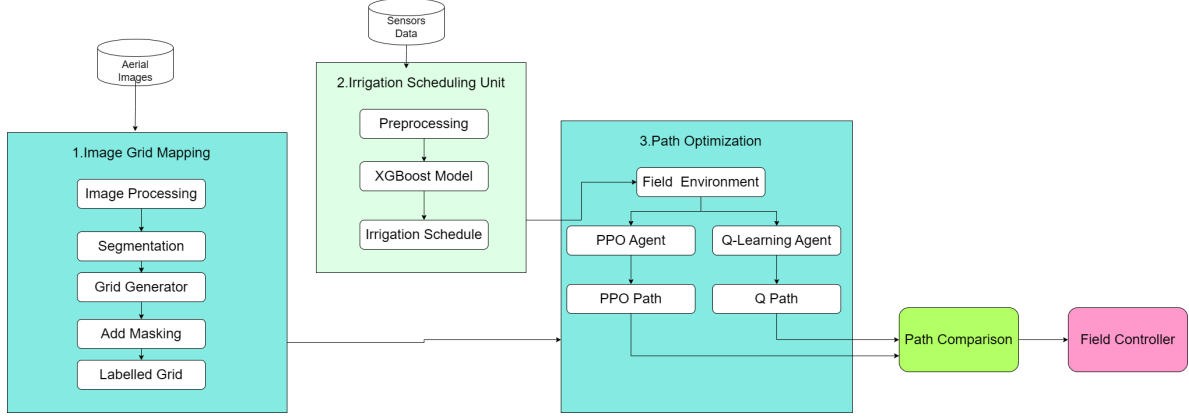 Aerial
Images
1.Image Grid Mapping
Image Processing
Segmentation
Grid Generator
Add Masking
Labelled Grid
Sensors
Data
2.Irrigation Scheduling Unit
Preprocessing
XGBoost Model
Irrigation Schedule
3.Path Optimization
Field Environment
PPO Agent
Q-Learning Agent
PPO Path
Q Path
Path Comparison
Field Controller